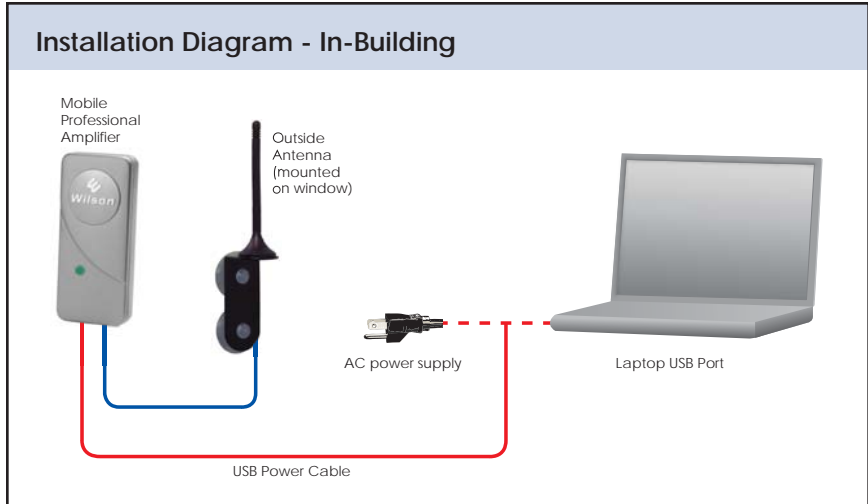 Installation Diagram - In-Building
Mobile
Professional
Amplifier
Wilson
Outside
Antenna
(mounted
on window)
AC power supply
Laptop USB Port
USB Power Cable